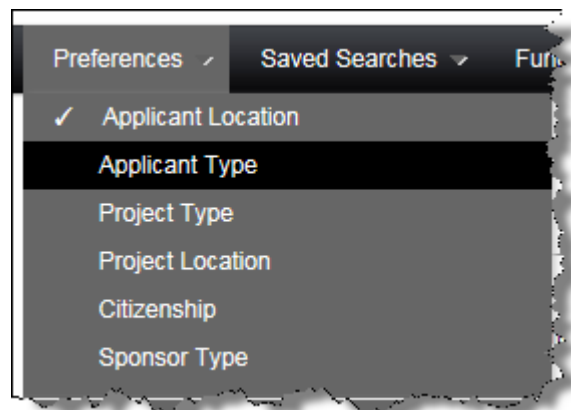 Preferences Saved Searches
✓ Applicant Location
Applicant Type
Project Type
Project Location
Citizenship
Sponsor Type